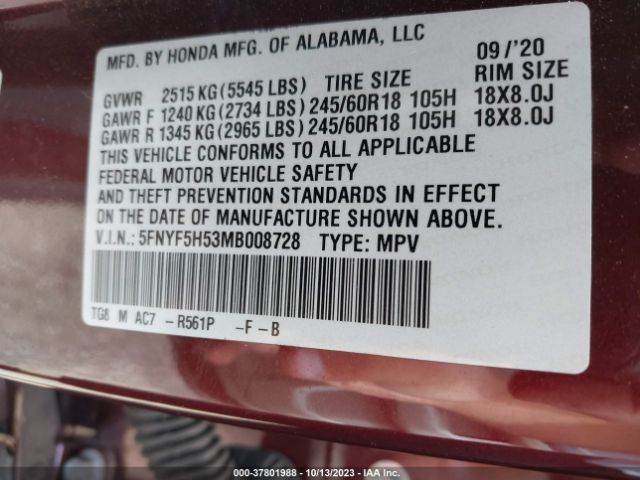 MFD. BY HONDA MFG. OF ALABAMA, LLC 09/'20
GVWR 2515 KG (5545 LBS) TIRE SIZE RIM SIZE
GAWR F 1240 KG (2734 LBS) 245/60R18 105H 18X8.0J
GAWR R 1345 KG (2965 LBS) 245/60R18 105H 18X8.0J
THIS VEHICLE CONFORMS TO ALL APPLICABLE
FEDERAL MOTOR VEHICLE SAFETY
AND THEFT PREVENTION STANDARDS IN EFFECT
ON THE DATE OF MANUFACTURE SHOWN ABOVE.
V.I.N.: 5FNYF5H53MB008728 TYPE: MPV
TG8 M AC7 -R561P -F-B
000-37801988 - 10/13/2023 - IAA Inc.